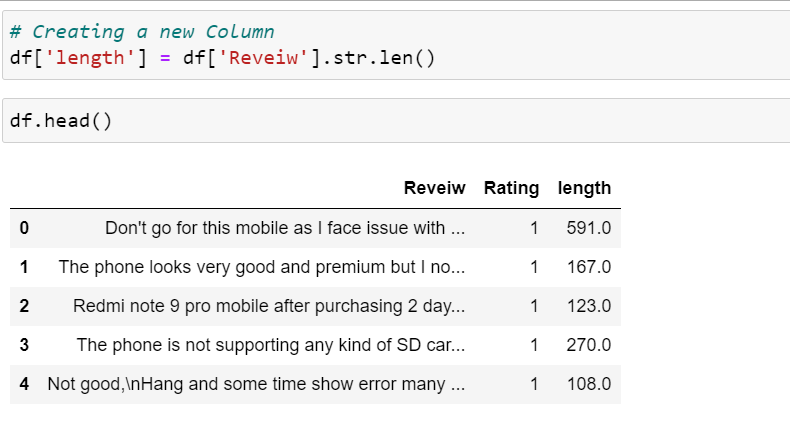 # Creating a new Column
df['length'] = df['Reveiw'].str.len()
df.head()
Reveiw Rating length
0 Don't go for this mobile as I face issue with ... 1 591.0
1 The phone looks very good and premium but I no... 1 167.0
2 Redmi note 9 pro mobile after purchasing 2 day... 1 123.0
3 The phone is not supporting any kind of SD car... 1 270.0
4 Not good,\nHang and some time show error many ... 1 108.0